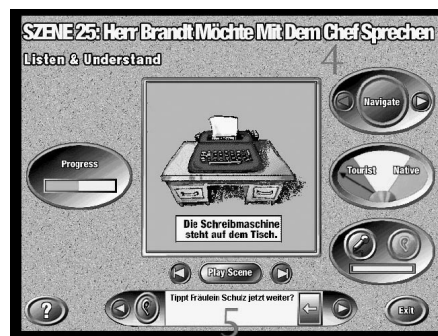 SZENE 25: Herr Brandt Möchte Mit Dem Chef Sprechen
Listen & Understand
4
Navigate
Progress
Tourist Native
Die Schreibmaschine
steht auf dem Tisch.
Play Scene
?
Tippt Fräulein Schulz jetzt weiter?
Exit
5